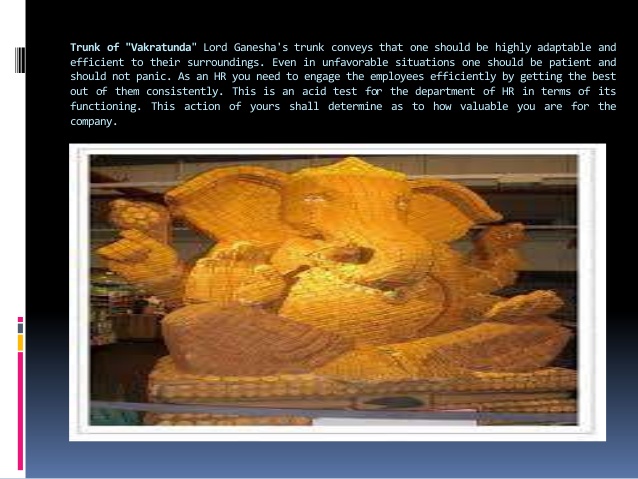 Trunk of "Vakratunda" Lord Ganesha's trunk conveys that one should be highly adaptable and
efficient to their surroundings. Even in unfavorable situations one should be patient and
should not panic. As an HR you need to engage the employees efficiently by getting the best
out of them consistently. This is an acid test for the department of HR in terms of its
functioning. This action of yours shall determine as to how valuable you are for the
company.